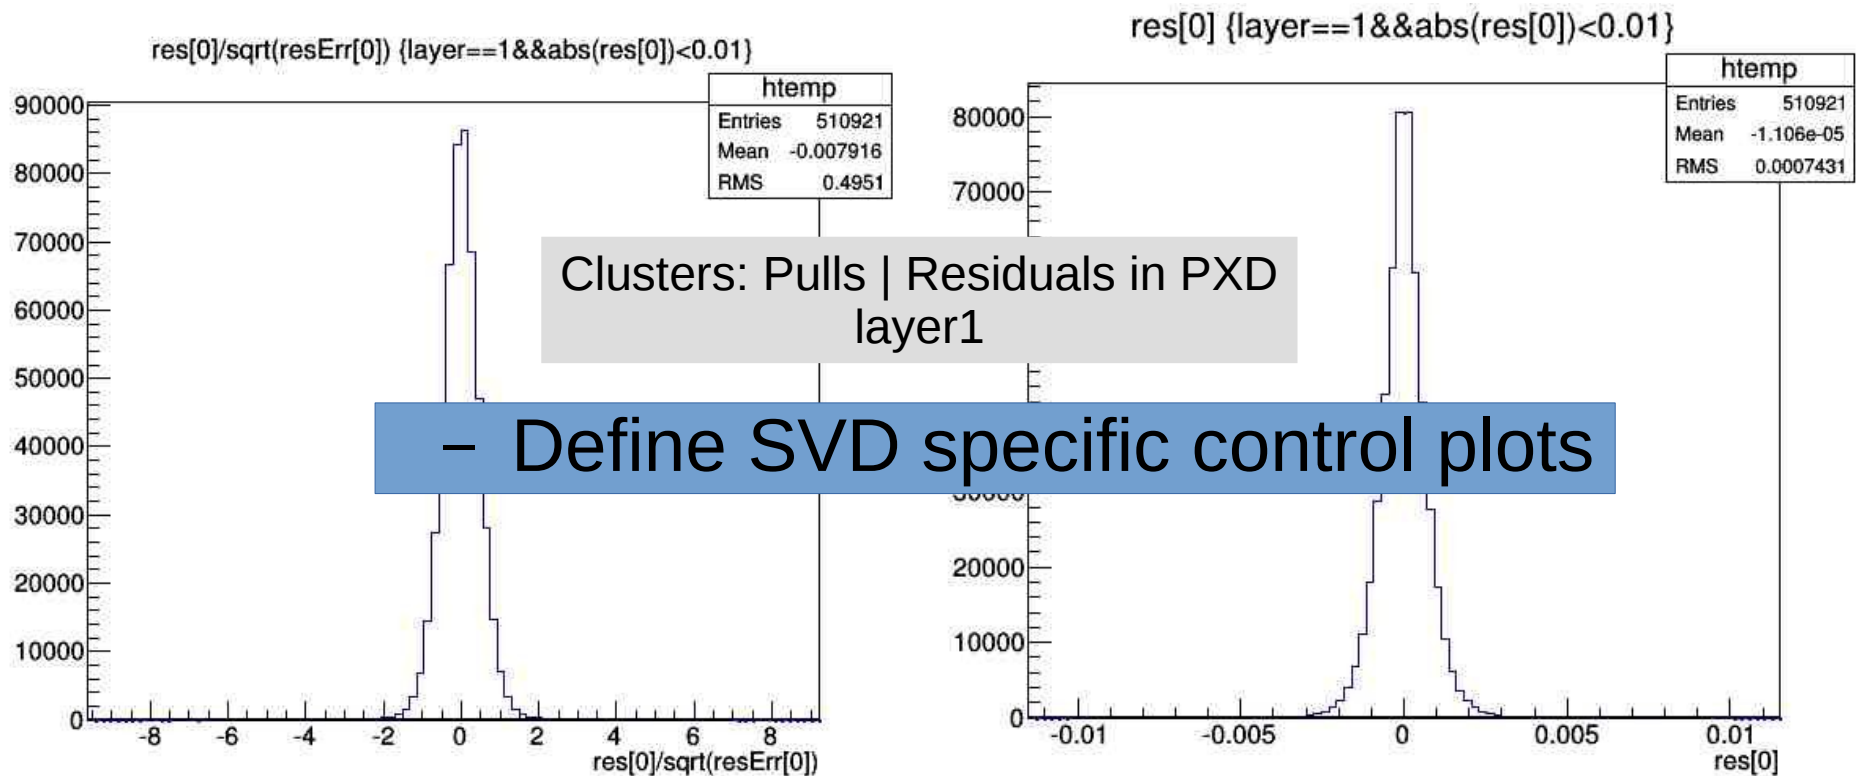 res[0]/sqrt(resErr[0]) {layer==1&&abs(res[0])<0.01}
htemp
Entries 510921
Mean -0.007916
RMS 0.4951
90000
80000
70000
60000
50000
40000
30000
20000
10000
0
-8 -6 -4 -2 0 2 4 6 8
res[0]/sqrt(resErr[0])
res[0] {layer==1&&abs(res[0])<0.01}
htemp
Entries 510921
Mean -1.106e-05
RMS 0.0007431
80000
70000
30000
20000
10000
0
-0.01 -0.005 0 0.005 0.01
res[0]
Clusters: Pulls | Residuals in PXD
layer1
– Define SVD specific control plots